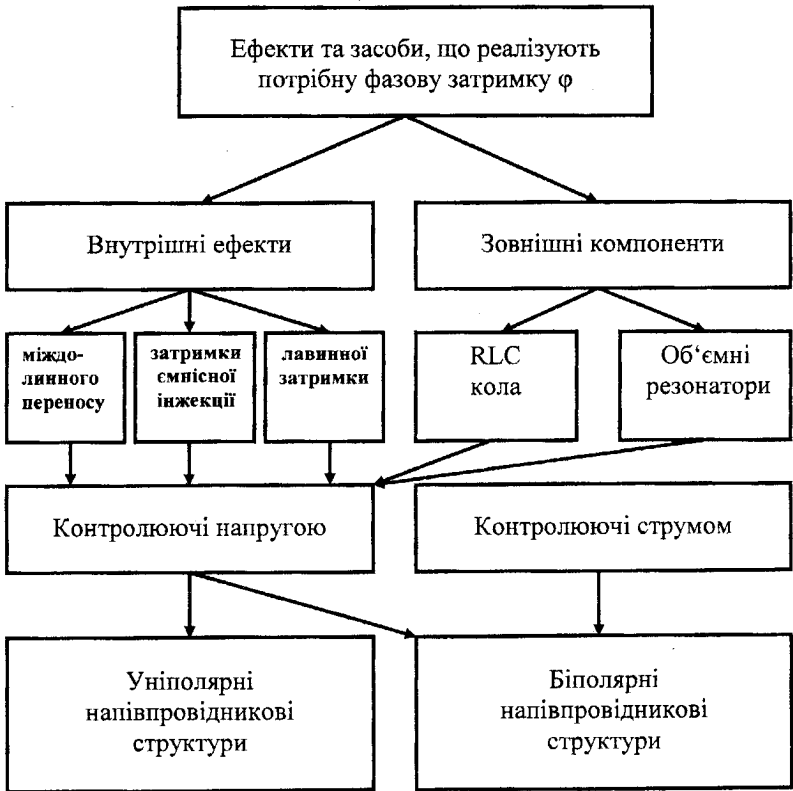 Ефекти та засоби, що реалізують
потрібну фазову затримку φ
Внутрішні ефекти
Зовнішні компоненти
міждо-
линного
переносу
затримки
ємнісної
інжекції
лавинної
затримки
RLC
кола
Об‘ємні
резонатори
Контролюючі напругою
Контролюючі струмом
Уніполярні
напівпровідникові
структури
Біполярні
напівпровідникові
структури